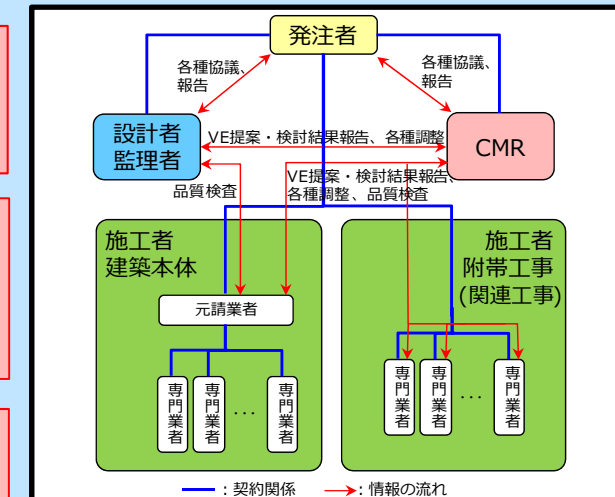 発注者
各種協議、
報告
各種協議、
報告
設計者
監理者
VE提案・検討結果報告、各種調整
CMR
品質検査
VE提案・検討結果報告、
各種調整、品質検査
施工者
建築本体
施工者
附帯工事
(関連工事)
元請業者
専門業者
専門業者
…
専門業者
専門業者
専門業者
…
専門業者
：契約関係
：情報の流れ